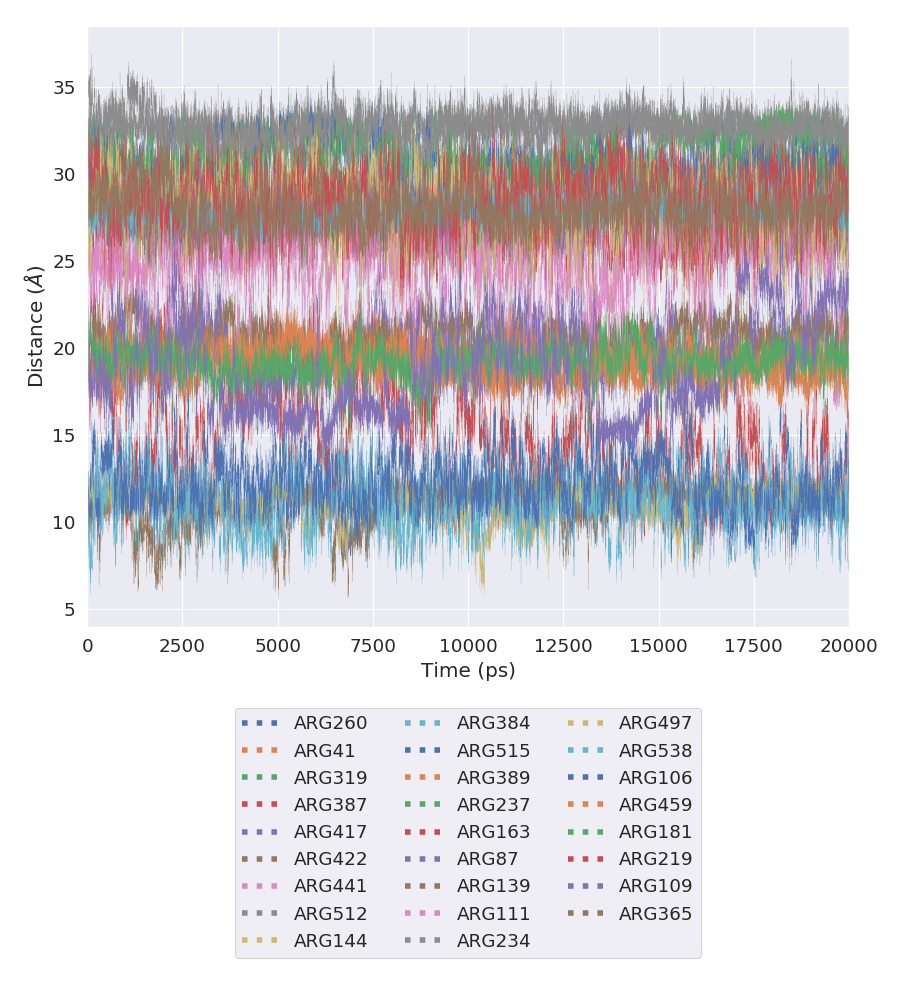 35
30
25
20
15
10
5
Distance (Å)
0 2500 5000 7500 10000 12500 15000 17500 20000
Time (ps)
ARG260 ARG384 ARG497
ARG41 ARG515 ARG538
ARG319 ARG389 ARG106
ARG387 ARG237 ARG459
ARG417 ARG163 ARG181
ARG422 ARG87 ARG219
ARG441 ARG139 ARG109
ARG512 ARG111 ARG365
ARG144 ARG234